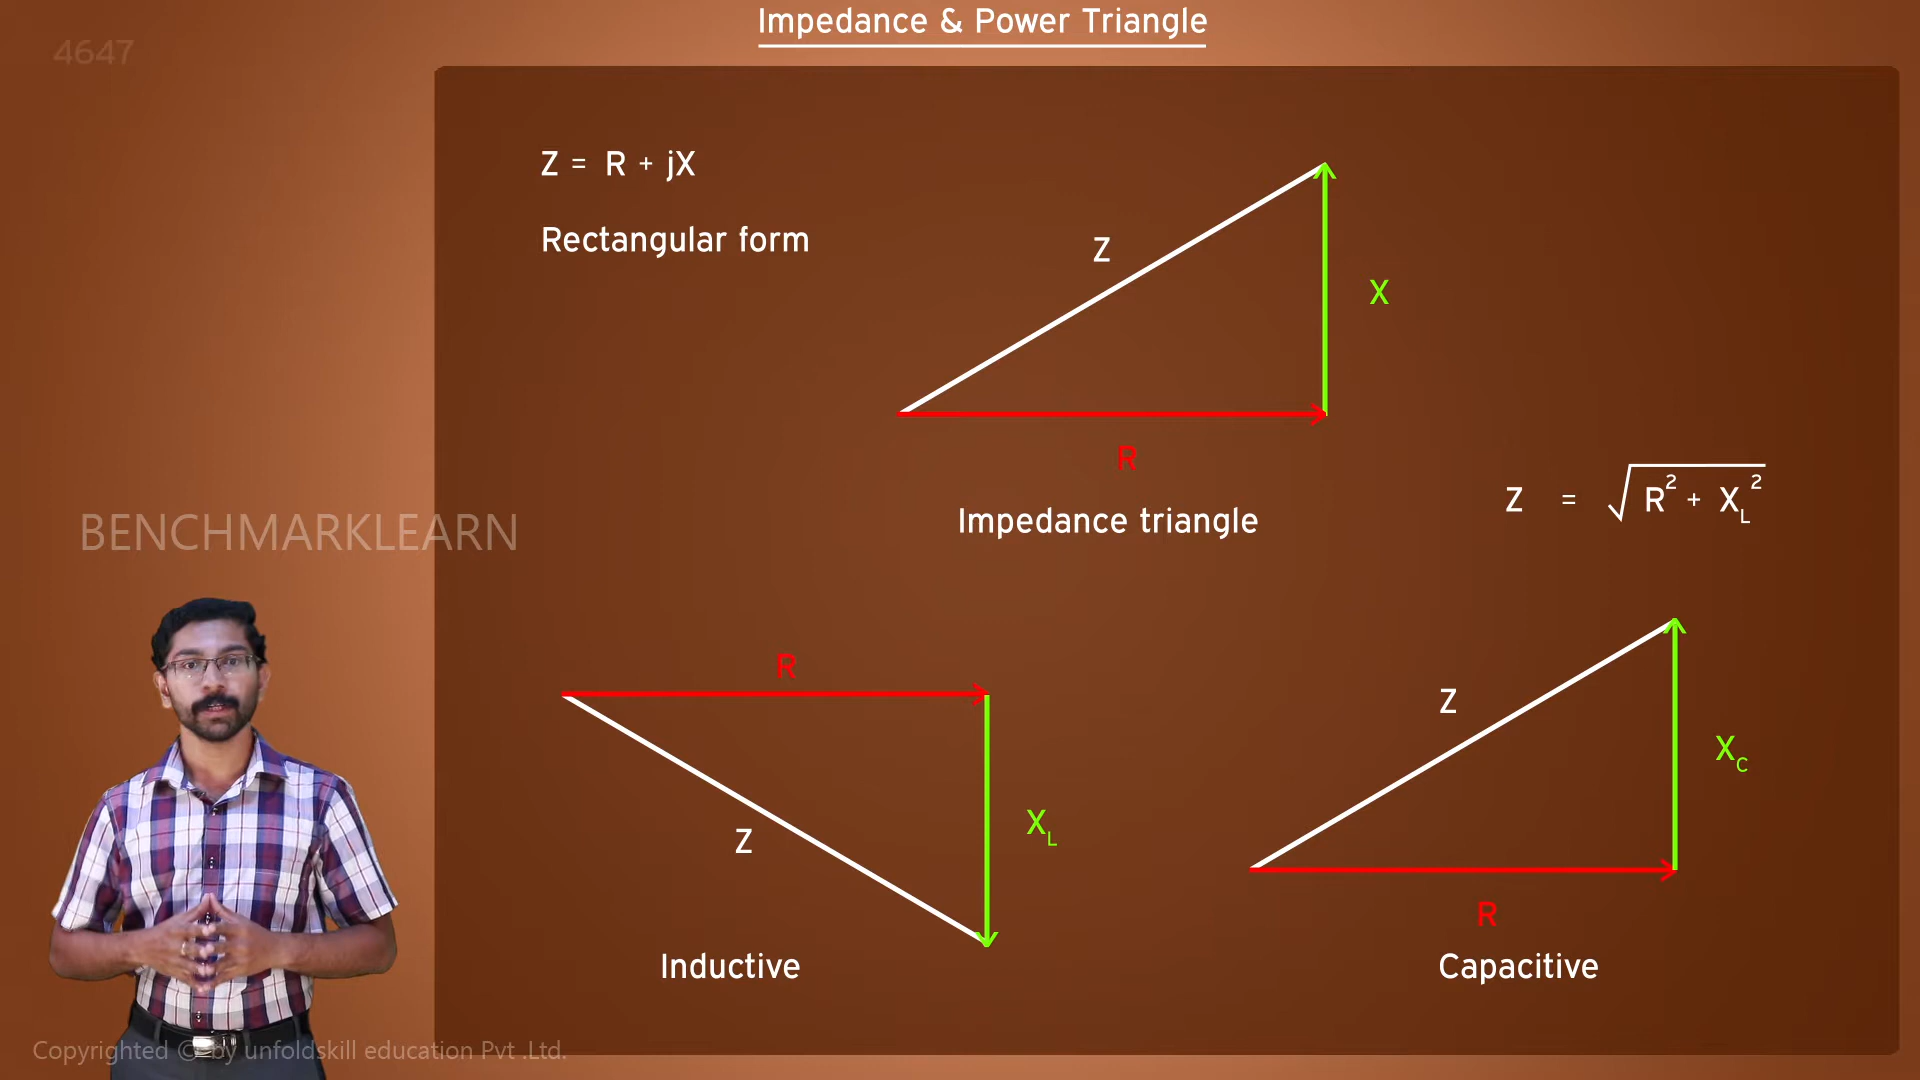 Impedance & Power Triangle
4647
Z = R + jX
Rectangular form
Z
X
R
Impedance triangle
Z = √R² + X_L²
BENCHMARKLEARN
R
Z
X_L
Inductive
Z
X_C
R
Capacitive
Copyrighted © by unfoldskill education Pvt .Ltd.